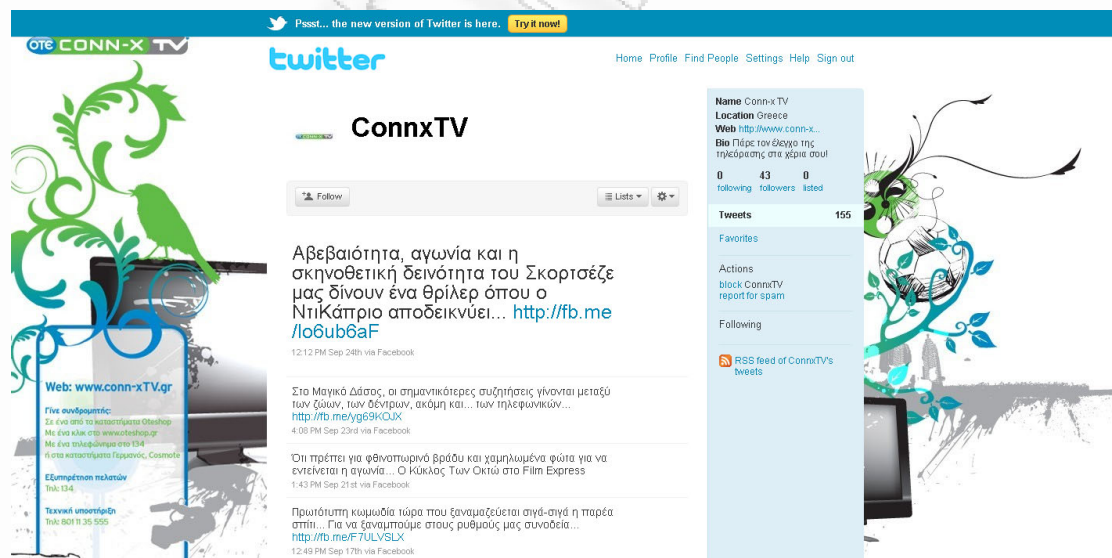 Pssst... the new version of Twitter is here. Try it now!
OTE CONN-X TV
twitter
Home Profile Find People Settings Help Sign out
ConnxTV
Follow
Lists
Αβεβαιότητα, αγωνία και η
σκηνοθετική δεινότητα του Σκορτσέζε
μας δίνουν ένα θρίλερ όπου ο
ΝτιΚάπριο αποδεικνύει... http://fb.me
/Io6ub6aF
12:12 PM Sep 24th via Facebook
Στο Μαγικό Δάσος, οι σημαντικότερες συζητήσεις γίνονται μεταξύ
των ζώων, των δέντρων, ακόμη και... των τηλεφωνικών...
http://fb.me/yg69KOJX
4:08 PM Sep 23rd via Facebook
Ότι πρέπει για φθινοπωρινό βράδυ και χαμηλωμένα φώτα για να
εντείνεται η αγωνία... Ο Κύκλος Των Οκτώ στο Film Express
1:43 PM Sep 21st via Facebook
Πρωτότυπη κωμωδία τώρα που ξαναμαζεύεται σιγά-σιγά η παρέα
σπίτι... Για να ξαναμπούμε στους ρυθμούς μας συνοδεία...
http://fb.me/F7ULVSLX
12:49 PM Sep 17th via Facebook
Name Conn-x TV
Location Greece
Web http://www.conn-x...
Bio Πάρε τον έλεγχο της
τηλεόρασης στα χέρια σου!
0 43 0
following followers listed
Tweets 155
Favorites
Actions
block ConnxTV
report for spam
Following
RSS feed of ConnxTV's
tweets
Web: www.conn-xTV.gr
Γίνε συνδρομητής:
Σε ένα από τα καταστήματα Oteshop
Με ένα κλικ στο www.oteshop.gr
Με ένα τηλεφώνημα στο 134
ή στα καταστήματα Γερμανός, Cosmote
Εξυπηρέτηση πελατών
Τηλ: 134
Τεχνική υποστήριξη
Τηλ: 801 11 35 555